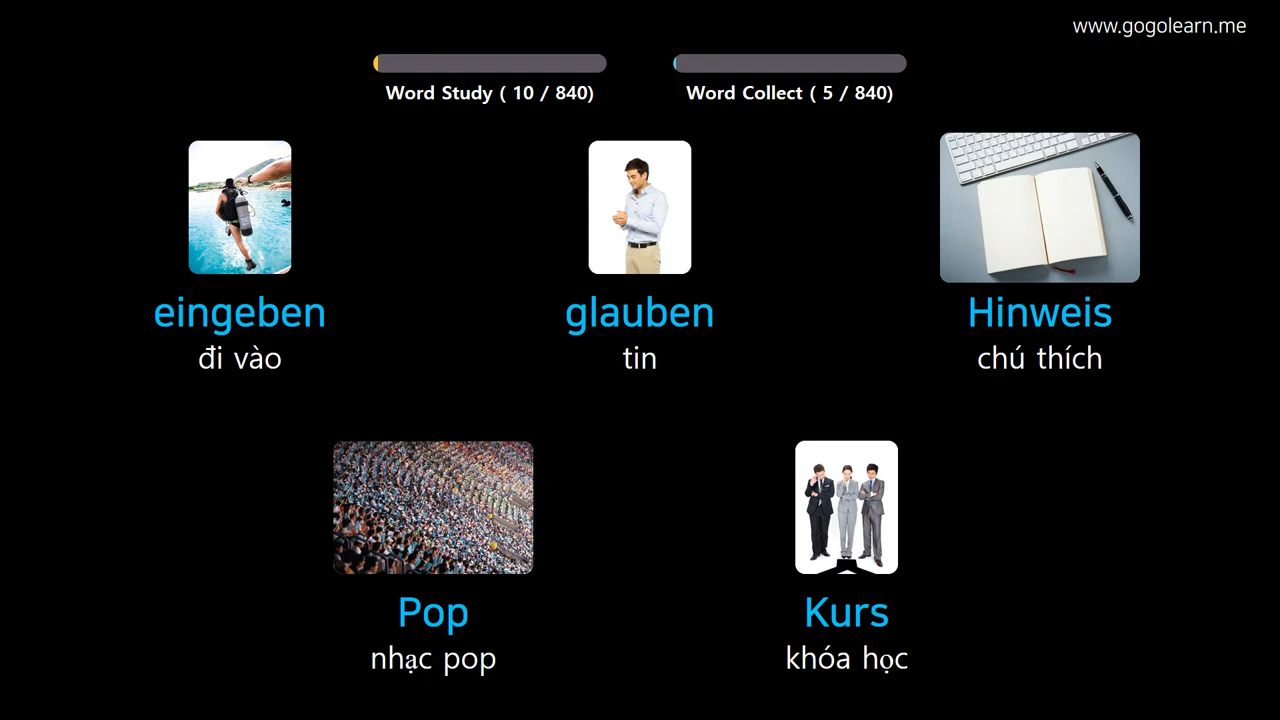 www.gogolearn.me
Word Study ( 10 / 840)
Word Collect ( 5 / 840)
eingeben
đi vào
glauben
tin
Hinweis
chú thích
Pop
nhạc pop
Kurs
khóa học